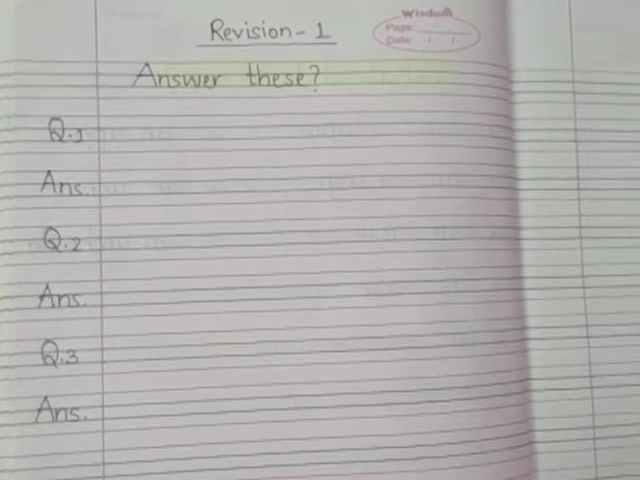 Wisdom
Revision - 1
Page:
Date: / /
Answer these?
Q.1
Ans.
Q.2
Ans.
Q.3
Ans.